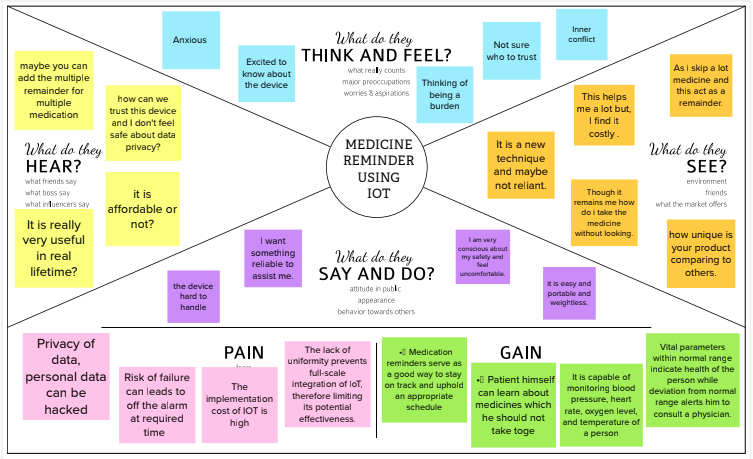 Anxious
Excited to
know about
the device
What do they
THINK AND FEEL?
what really counts
major preoccupations
worries & aspirations
Thinking of
being a
burden
Not sure
who to trust
Inner
conflict
maybe you can
add the multiple
remainder for
multiple
medication
how can we
trust this device
and I don't feel
safe about data
privacy?
What do they
HEAR?
what friends say
what boss say
what influencers say
it is
affordable or
not?
It is really
very useful
in real
lifetime?
MEDICINE
REMINDER
USING
IOT
As i skip a lot
medicine and
this act as a
remainder.
This helps
me a lot but,
I find it
costly .
It is a new
technique
and maybe
not reliant.
What do they
SEE?
environment
friends
what the market offers
Though it
remains me how
do i take the
medicine
without looking.
how unique is
your product
comparing to
others.
I want
something
reliable to
assist me.
the device
hard to
handle
What do they
SAY AND DO?
attitude in public
appearance
behavior towards others
I am very
conscious about
my safety and
feel
uncomfortable.
it is easy and
portable and
weightless.
PAIN
Privacy of
data,
personal data
can be
hacked
Risk of failure
can leads to
off the alarm
at required
time
The
implementation
cost of IOT is
high
The lack of
uniformity prevents
full-scale
integration of IoT,
therefore limiting
its potential
effectiveness.
GAIN
• Medication
reminders serve as
a good way to stay
on track and uphold
an appropriate
schedule
• Patient himself
can learn about
medicines which
he should not
take toge
It is capable of
monitoring blood
pressure, heart
rate, oxygen level,
and temperature of
a person
Vital parameters
within normal range
indicate health of the
person while
deviation from normal
range alerts him to
consult a physician.